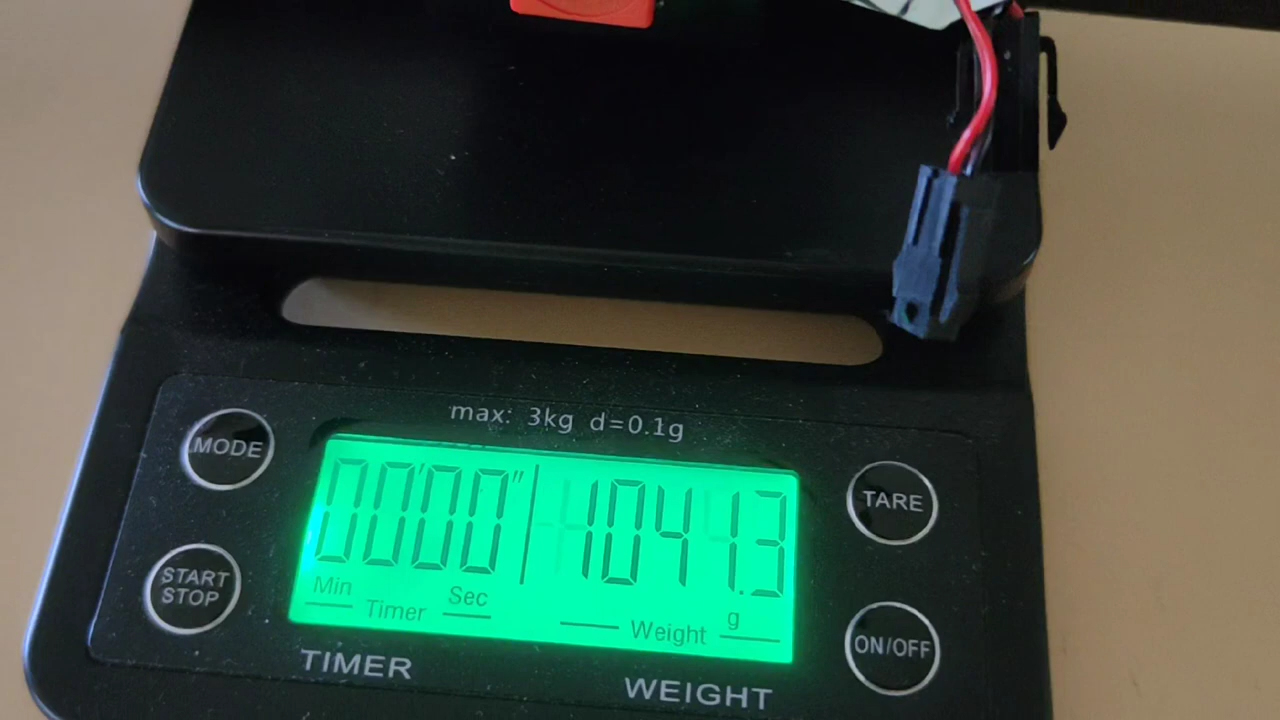 max: 3kg d=0.1g
MODE
00'00" 1041.3
TARE
START
STOP
Min Timer Sec
Weight g
ON/OFF
TIMER
WEIGHT